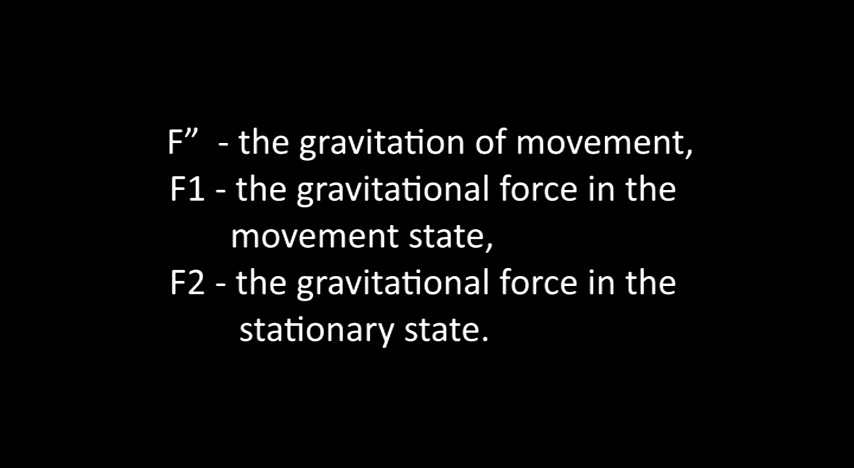 F” - the gravitation of movement,
F1 - the gravitational force in the
movement state,
F2 - the gravitational force in the
stationary state.